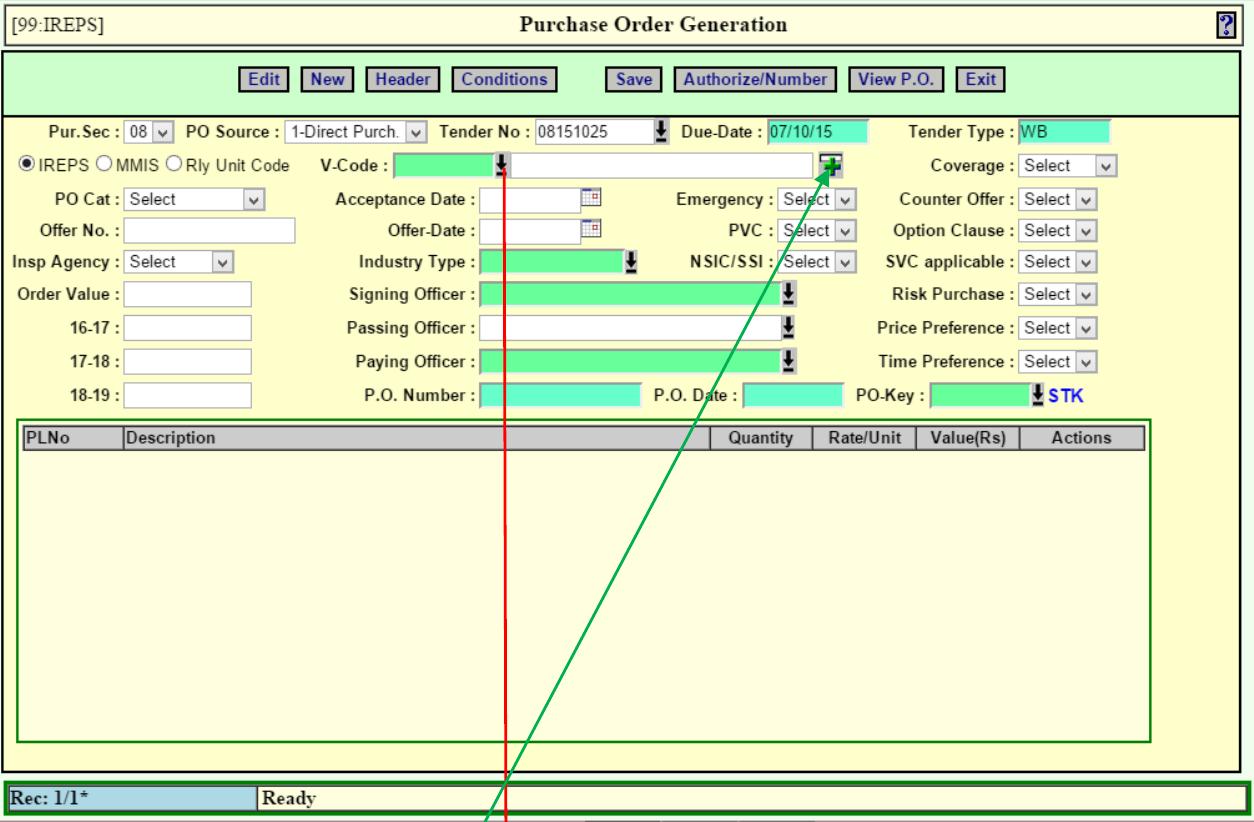 [99:IREPS] Purchase Order Generation ?
Edit New Header Conditions Save Authorize/Number View P.O. Exit
Pur.Sec : 08 PO Source : 1-Direct Purch. Tender No : 08151025 Due-Date : 07/10/15 Tender Type : WB
IREPS MMIS Rly Unit Code V-Code : Coverage : Select
PO Cat : Select Acceptance Date : Emergency : Select Counter Offer : Select
Offer No. : Offer-Date : PVC : Select Option Clause : Select
Insp Agency : Select Industry Type : NSIC/SSI : Select SVC applicable : Select
Order Value : Signing Officer : Risk Purchase : Select
16-17 : Passing Officer : Price Preference : Select
17-18 : Paying Officer : Time Preference : Select
18-19 : P.O. Number : P.O. Date : PO-Key : STK
PLNo Description Quantity Rate/Unit Value(Rs) Actions
Rec: 1/1* Ready